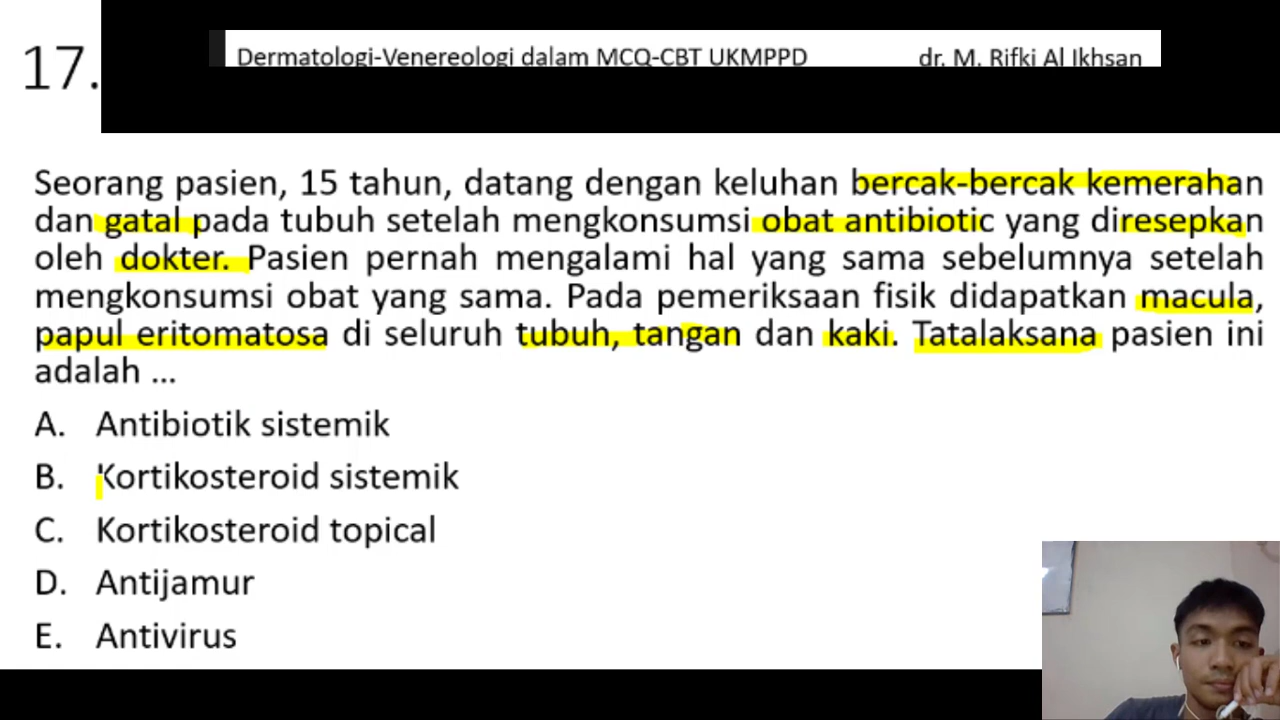 17.
Dermatologi-Venereologi dalam MCQ-CBT UKMPPD dr. M. Rifki Al Ikhsan
Seorang pasien, 15 tahun, datang dengan keluhan bercak-bercak kemerahan
dan gatal pada tubuh setelah mengkonsumsi obat antibiotic yang diresepkan
oleh dokter. Pasien pernah mengalami hal yang sama sebelumnya setelah
mengkonsumsi obat yang sama. Pada pemeriksaan fisik didapatkan macula,
papul eritomatosa di seluruh tubuh, tangan dan kaki. Tatalaksana pasien ini
adalah ...
A. Antibiotik sistemik
B. Kortikosteroid sistemik
C. Kortikosteroid topical
D. Antijamur
E. Antivirus